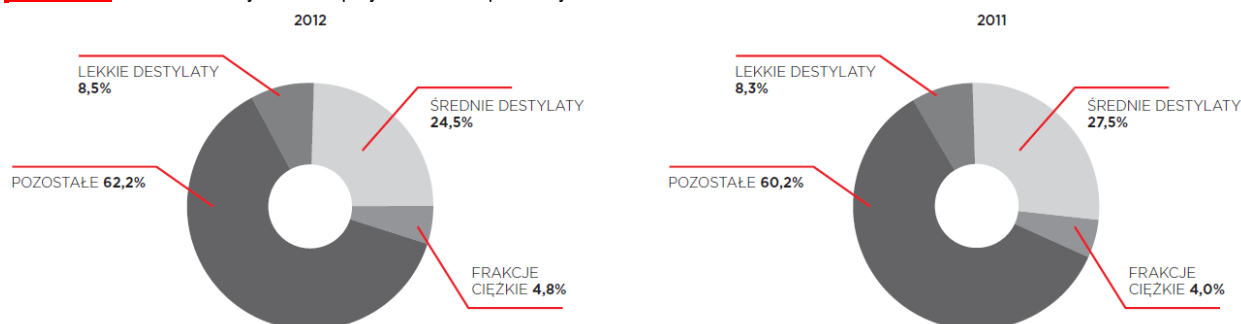 2012
LEKKIE DESTYLATY
8,5%
ŚREDNIE DESTYLATY
24,5%
POZOSTAŁE 62,2%
FRAKCJE
CIĘŻKIE 4,8%
2011
LEKKIE DESTYLATY
8,3%
ŚREDNIE DESTYLATY
27,5%
POZOSTAŁE 60,2%
FRAKCJE
CIĘŻKIE 4,0%